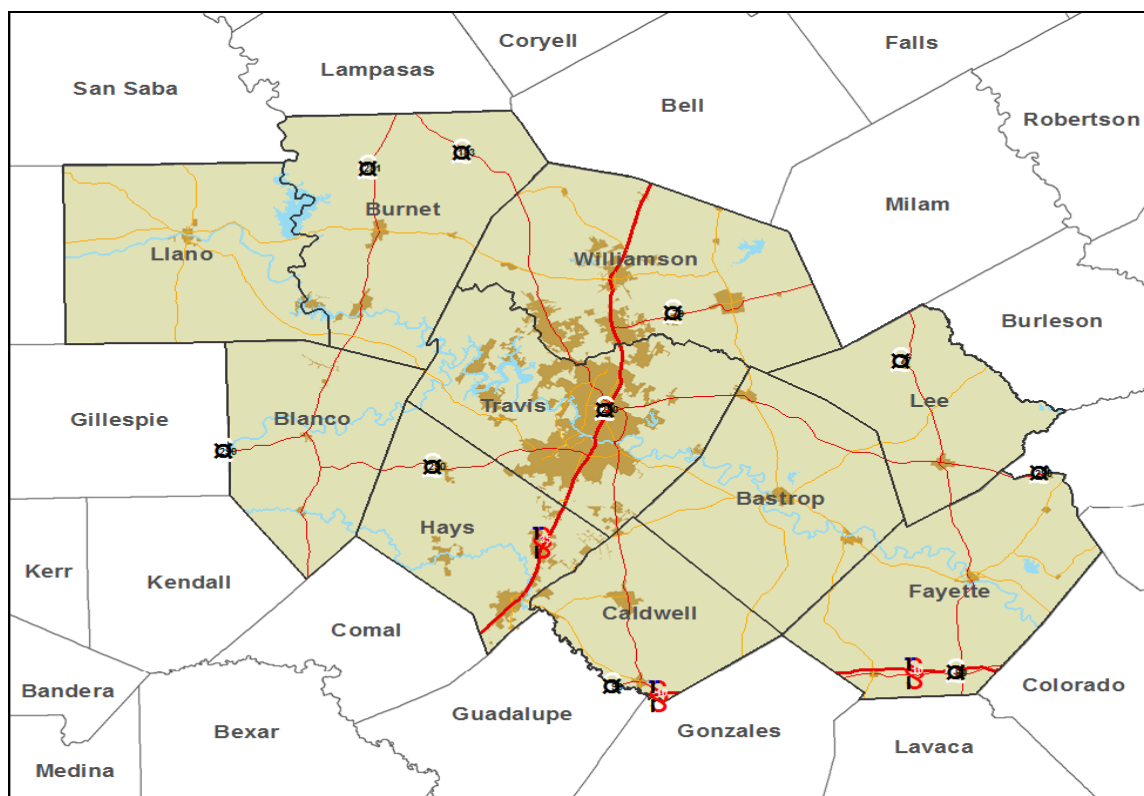 Coryell
Falls
Lampasas
San Saba
Bell
Robertson
Milam
Burnet
Llano
Williamson
Burleson
Gillespie
Blanco
Travis
Lee
Bastrop
Hays
Kerr
Kendall
Fayette
Caldwell
Comal
Bandera
Colorado
Guadalupe
Bexar
Gonzales
Lavaca
Medina